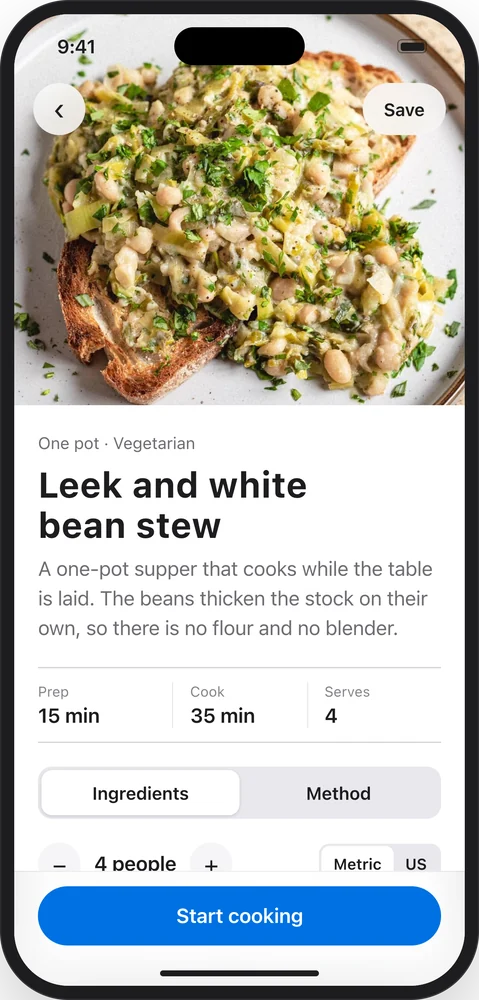 9:41
‹
Save
One pot · Vegetarian
Leek and white
bean stew
A one-pot supper that cooks while the table
is laid. The beans thicken the stock on their
own, so there is no flour and no blender.
Prep
15 min
Cook
35 min
Serves
4
Ingredients
Method
− 4 people +
Metric
US
Start cooking